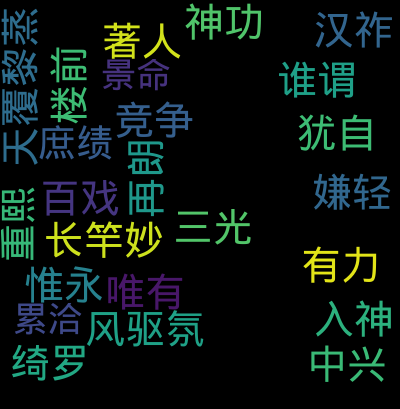 神功
汉祚
著人
景命
楼前
天覆黎蒸
谁谓
竞争
犹自
庶绩
再朗
嫌轻
百戏
重熙
三光
长竿妙
有力
惟永
唯有
累洽
风驱氛
入神
绮罗
中兴